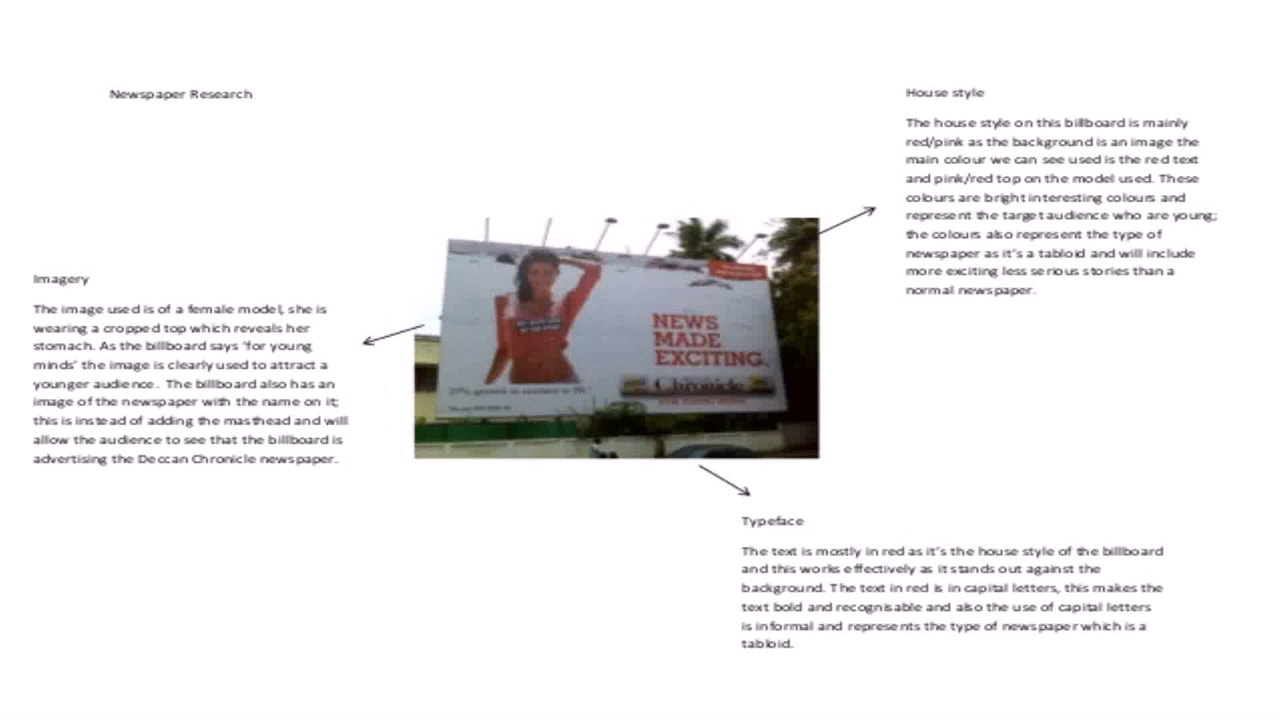 Newspaper Research
House style
The house style on this billboard is mainly
red/pink as the background is an image the
main colour we can see used is the red text
and pink/red top on the model used. These
colours are bright interesting colours and
represent the target audience who are young;
the colours also represent the type of
newspaper as it's a tabloid and will include
more exciting less serious stories than a
normal newspaper.
Imagery
The image used is of a female model, she is
wearing a cropped top which reveals her
stomach. As the billboard says 'for young
minds' the image is clearly used to attract a
younger audience. The billboard also has an
image of the newspaper with the name on it;
this is instead of adding the masthead and will
allow the audience to see that the billboard is
advertising the Deccan Chronicle newspaper.
NEWS
MADE
EXCITING.
Chronicle
Typeface
The text is mostly in red as it's the house style of the billboard
and this works effectively as it stands out against the
background. The text in red is in capital letters, this makes the
text bold and recognisable and also the use of capital letters
is informal and represents the type of newspaper which is a
tabloid.